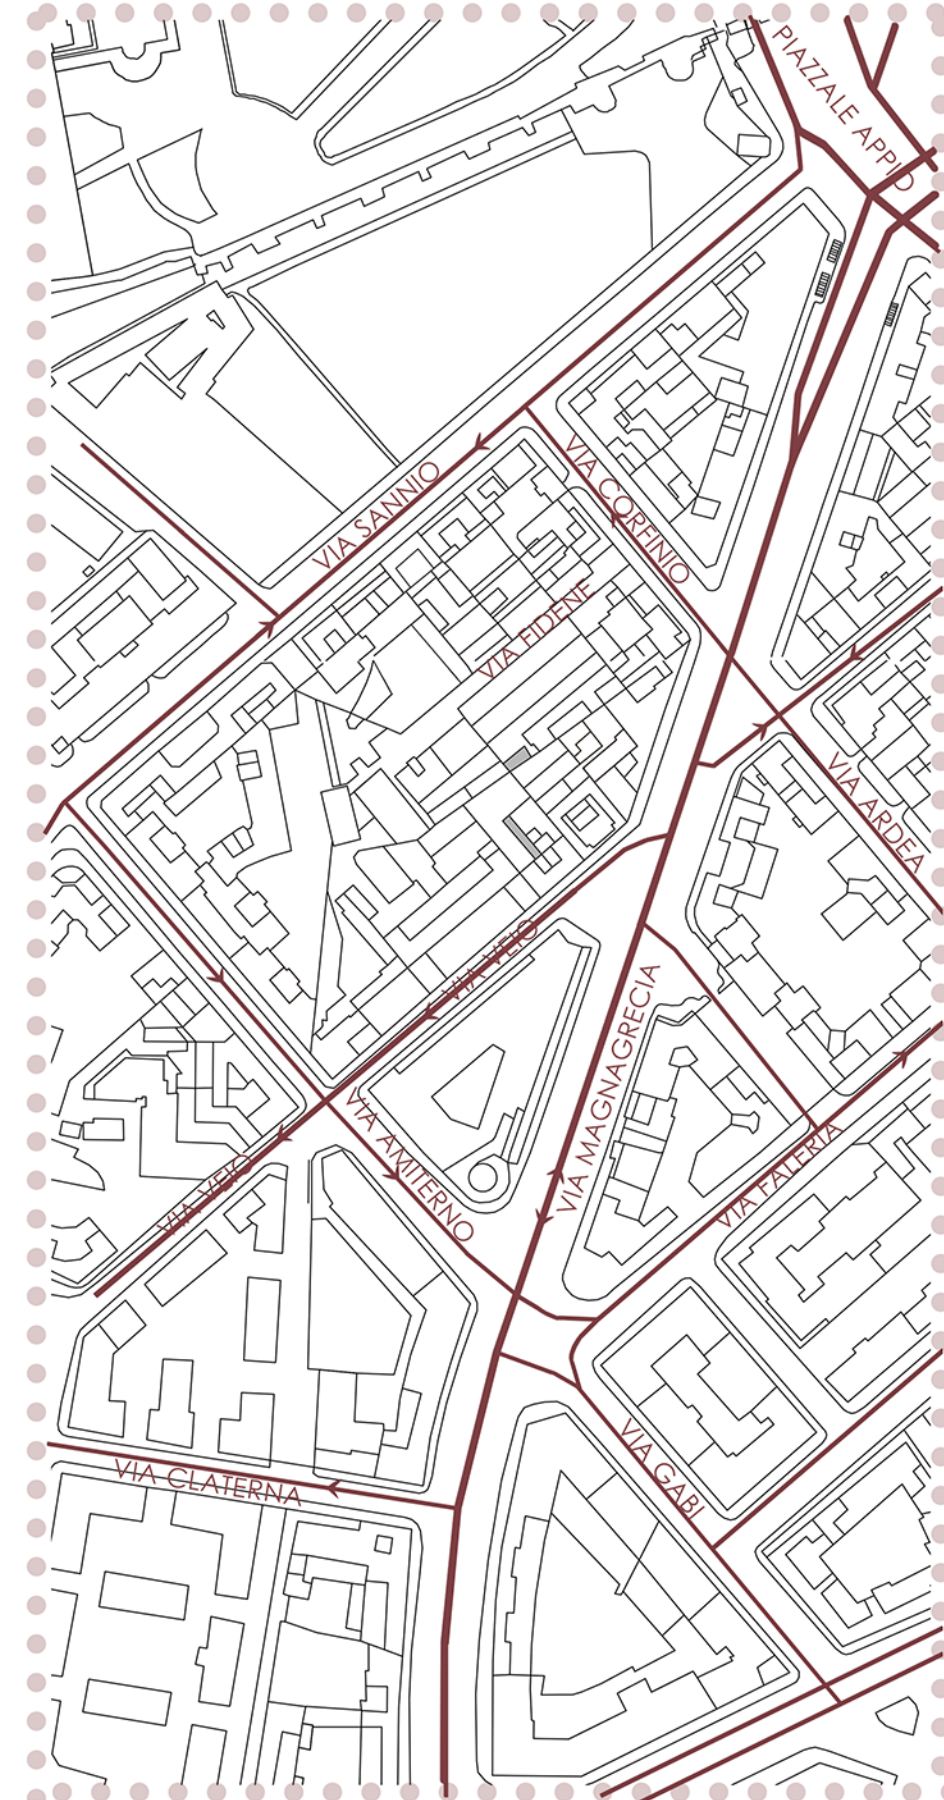 PIAZZALE APPIO
VIA SANNIO
VIA CORFINIO
VIA FIDENE
VIA ARDEA
VIA VEIO
VIA MAGNAGRECIA
VIA AMITERNO
VIA FALERIA
VIA VEIO
VIA GABI
VIA CLATERNA